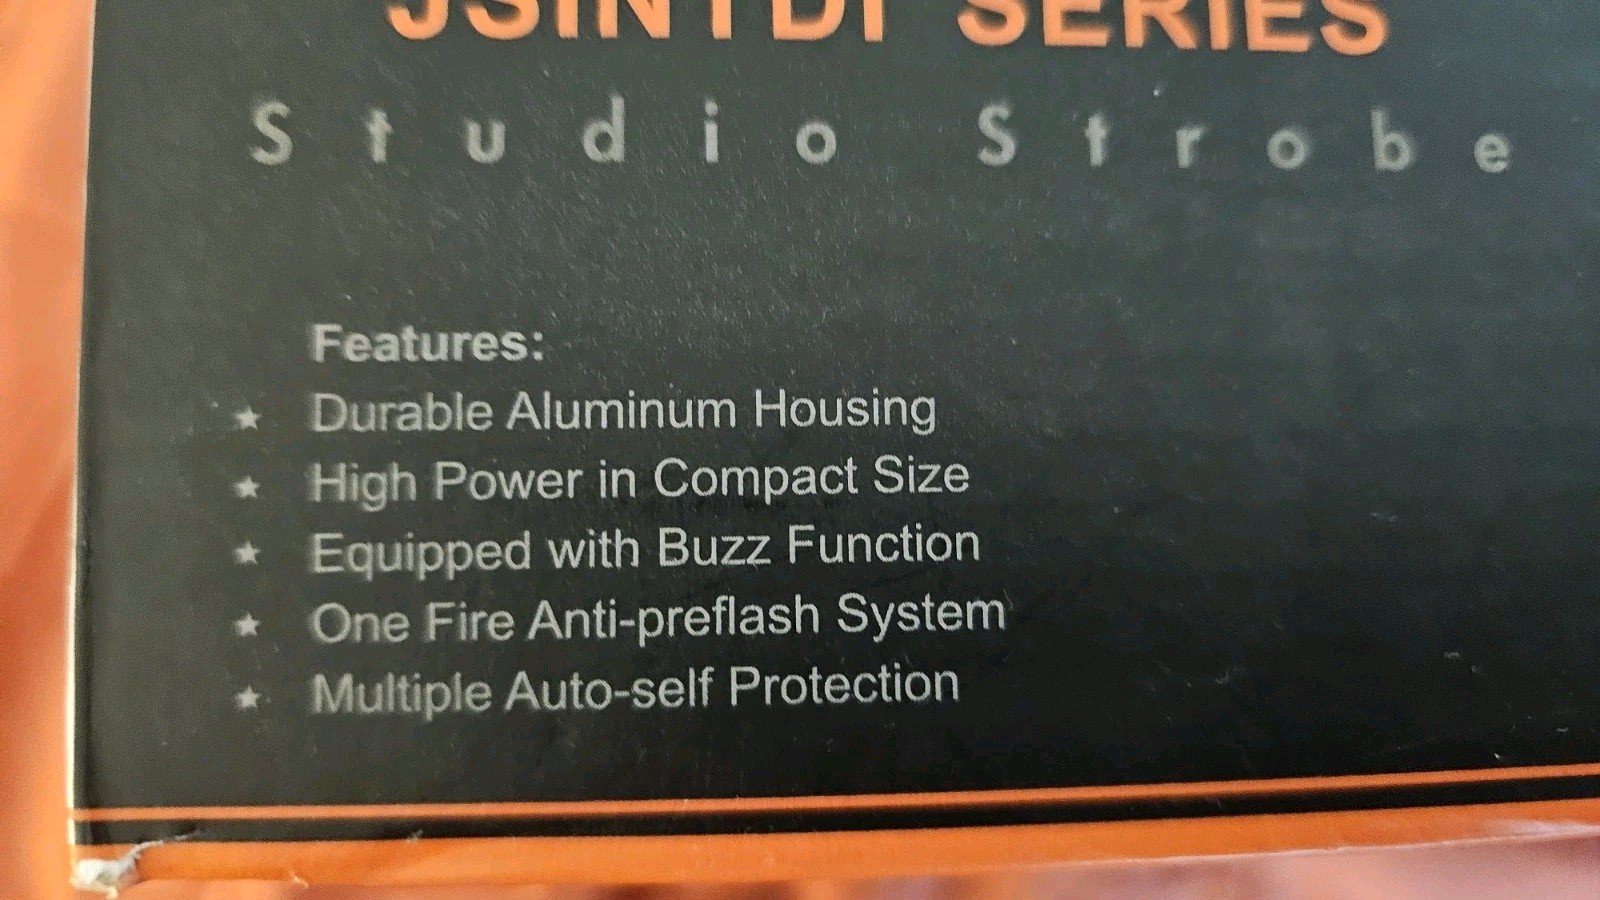 SERIES
Studio Strobe
Features:
★ Durable Aluminum Housing
★ High Power in Compact Size
★ Equipped with Buzz Function
★ One Fire Anti-preflash System
★ Multiple Auto-self Protection